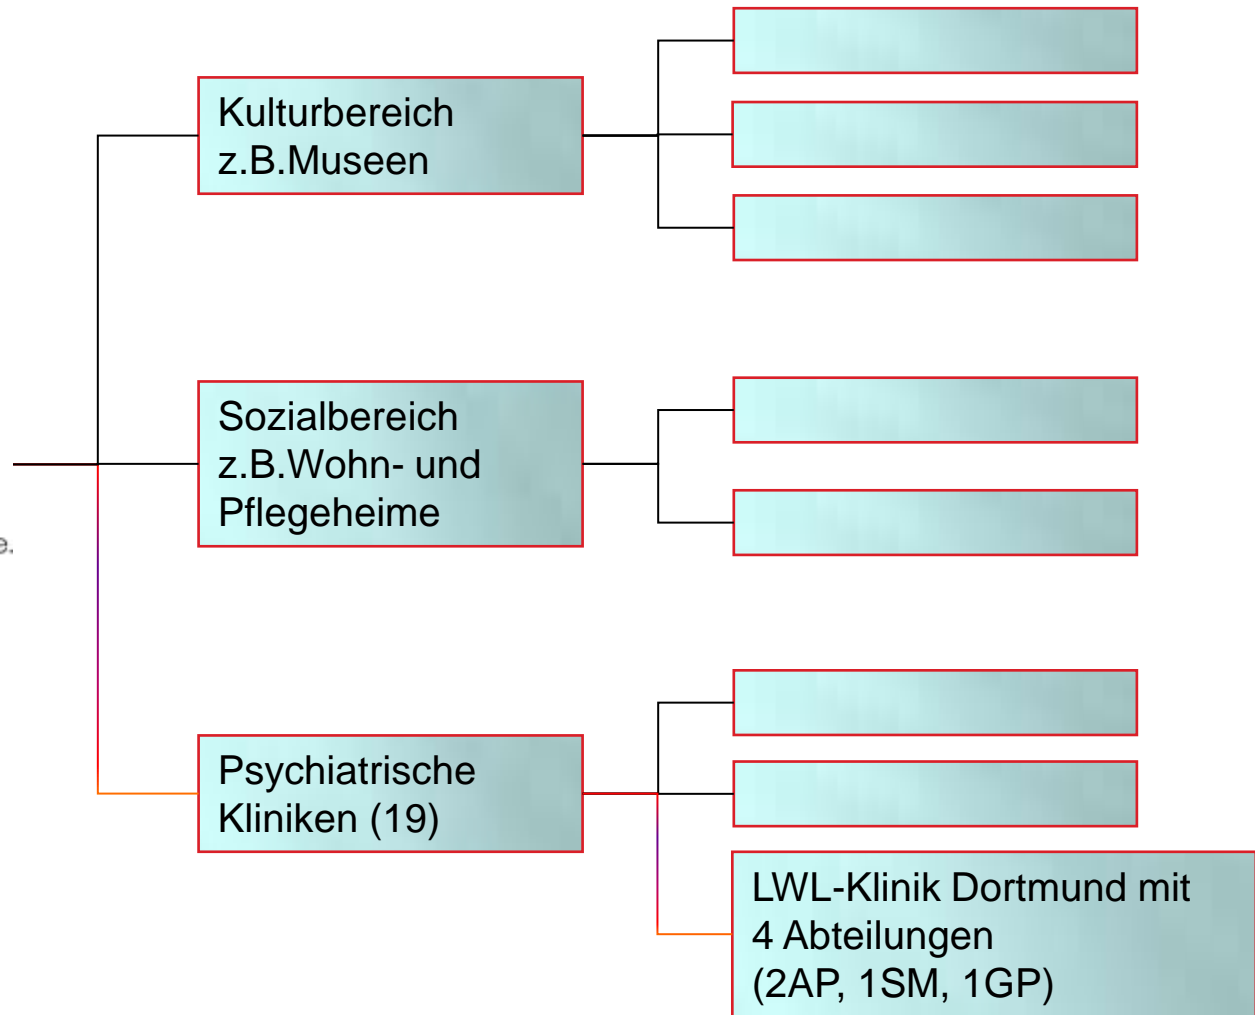 Kulturbereich
z.B.Museen
Sozialbereich
z.B.Wohn- und
Pflegeheime
e.
Psychiatrische
Kliniken (19)
LWL-Klinik Dortmund mit
4 Abteilungen
(2AP, 1SM, 1GP)